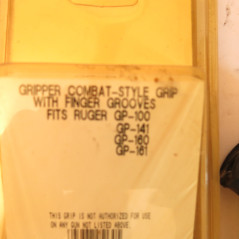 GRIPPER COMBAT-STYLE GRIP
WITH FINGER GROOVES
FITS RUGER GP-100
GP-141
GP-160
GP-161
THIS GRIP IS NOT AUTHORIZED FOR USE
ON ANY GUN NOT LISTED ABOVE